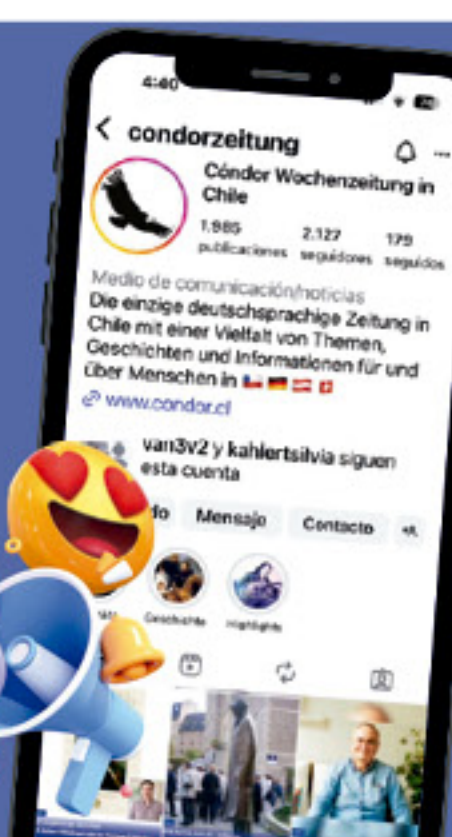 4:40
condorzeitung
Cóndor Wochenzeitung in
Chile
1.985 2.127 179
publicaciones seguidores seguidos
Medio de comunicación/noticias
Die einzige deutschsprachige Zeitung in
Chile mit einer Vielfalt von Themen,
Geschichten und Informationen für und
über Menschen in
www.condor.cl
van3v2 y kahlertsilvia siguen
esta cuenta
do Mensaje Contacto
Geschichte Highlights